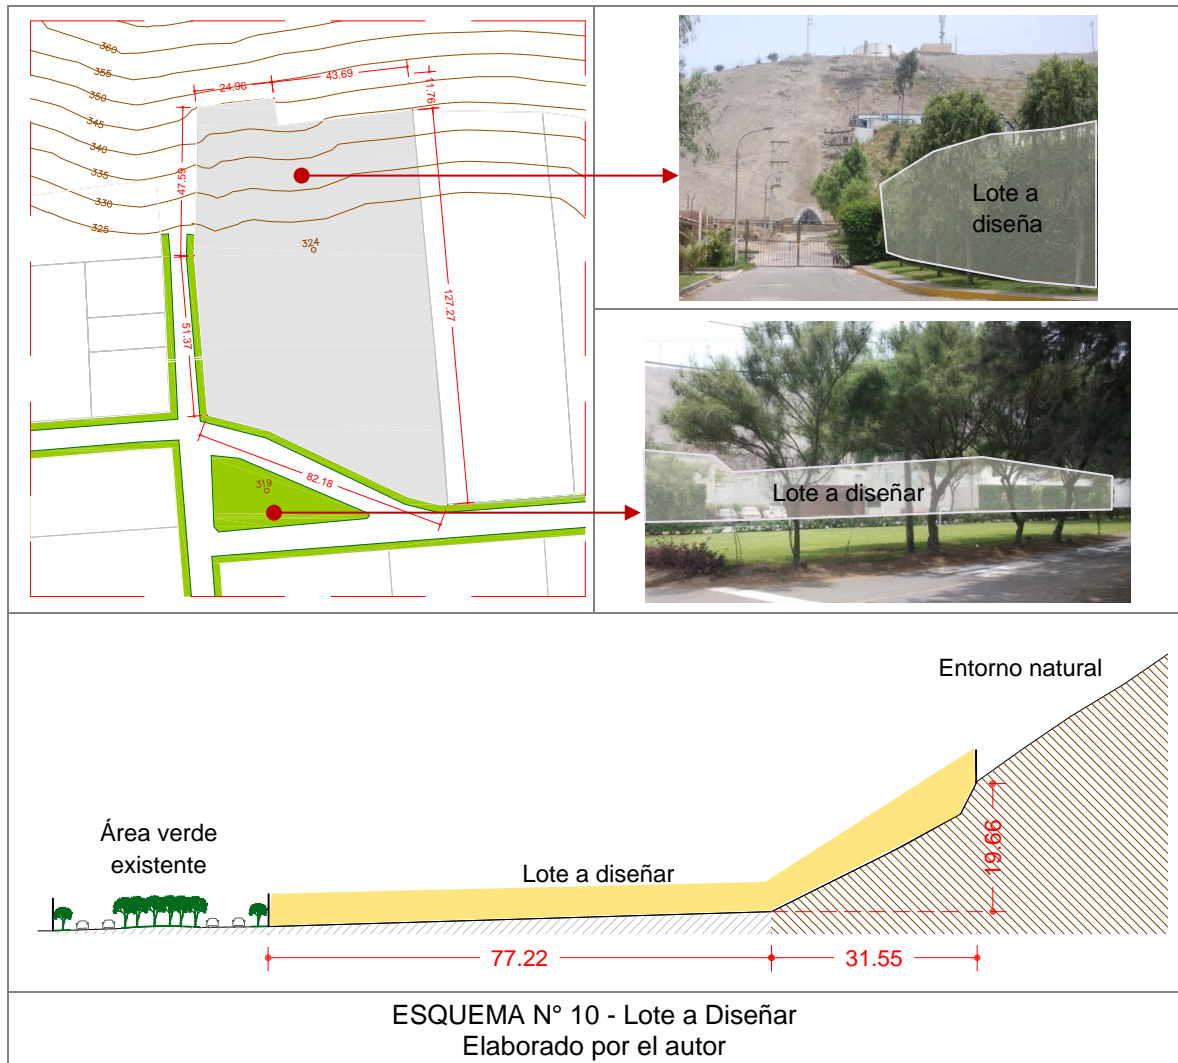 360
355
350
345
340
335
330
325
24.96
43.69
11.76
47.59
324
51.37
127.27
82.18
319
Lote a
diseña
Lote a diseñar
Entorno natural
Área verde
existente
Lote a diseñar
19.66
77.22
31.55
ESQUEMA N° 10 - Lote a Diseñar
Elaborado por el autor